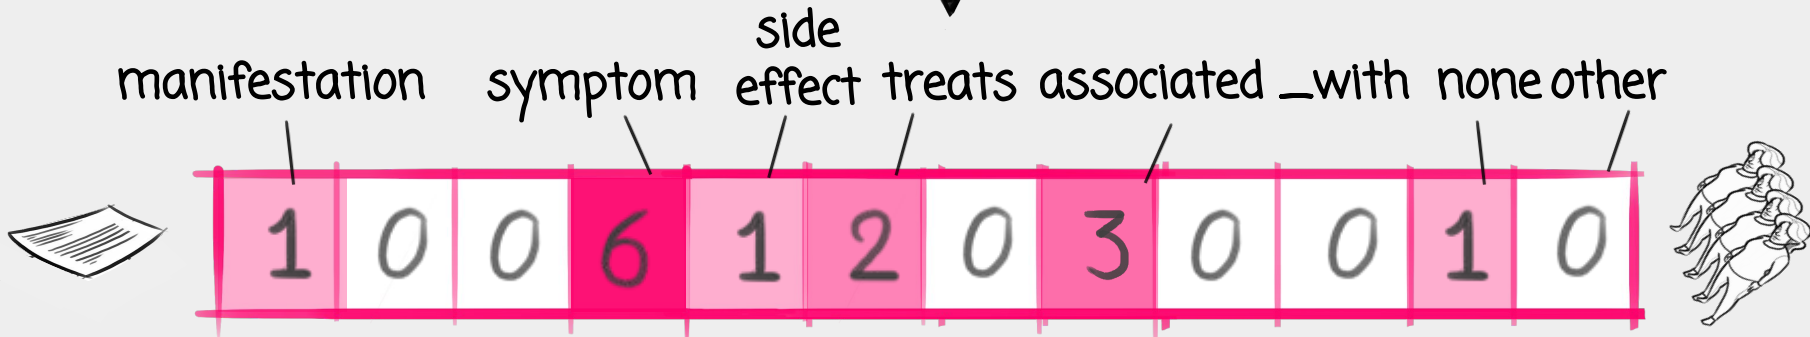 side
manifestation symptom effect treats associated _with none other
1 0 0 6 1 2 0 3 0 0 1 0